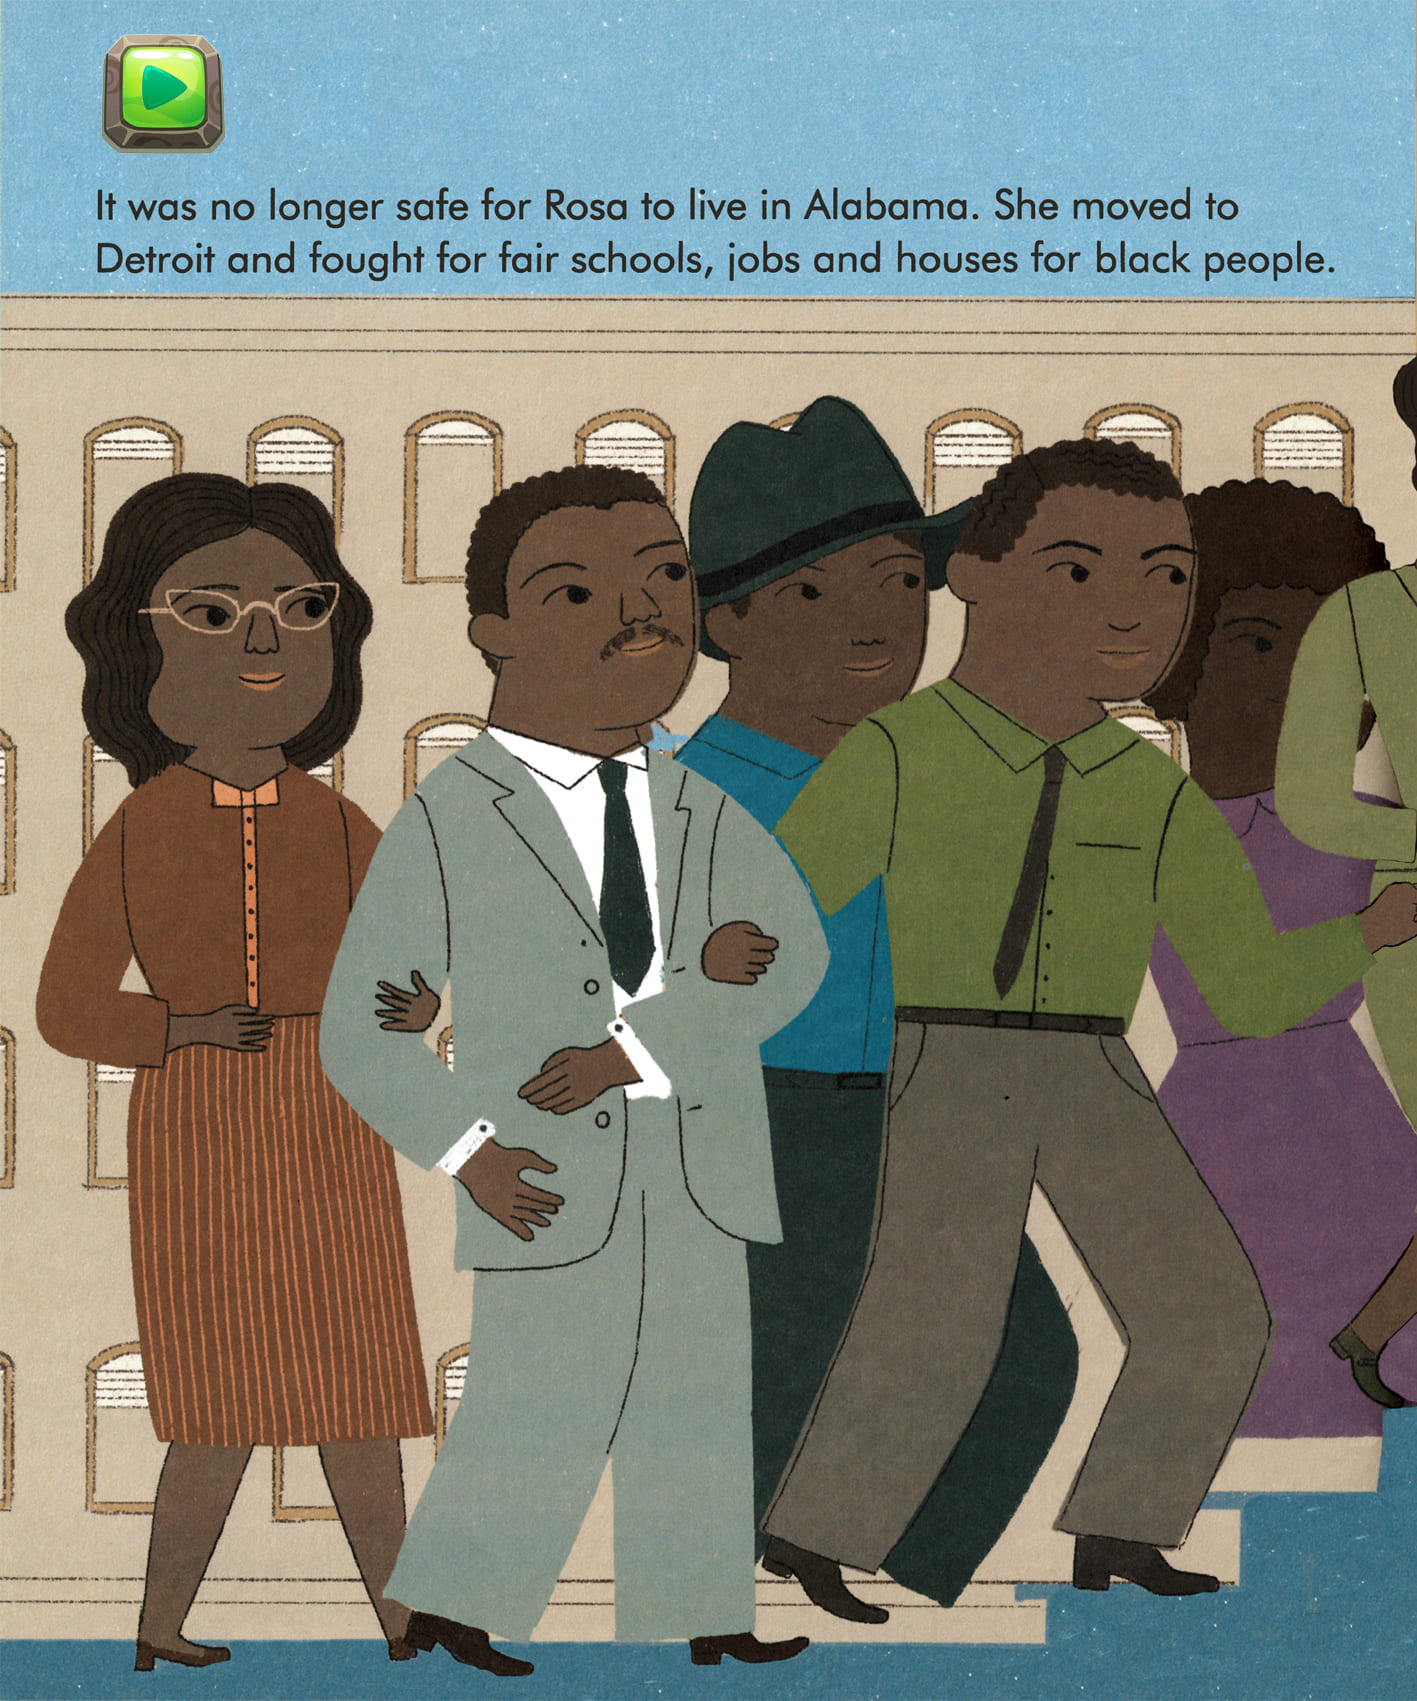 It was no longer safe for Rosa to live in Alabama. She moved to
Detroit and fought for fair schools, jobs and houses for black people.